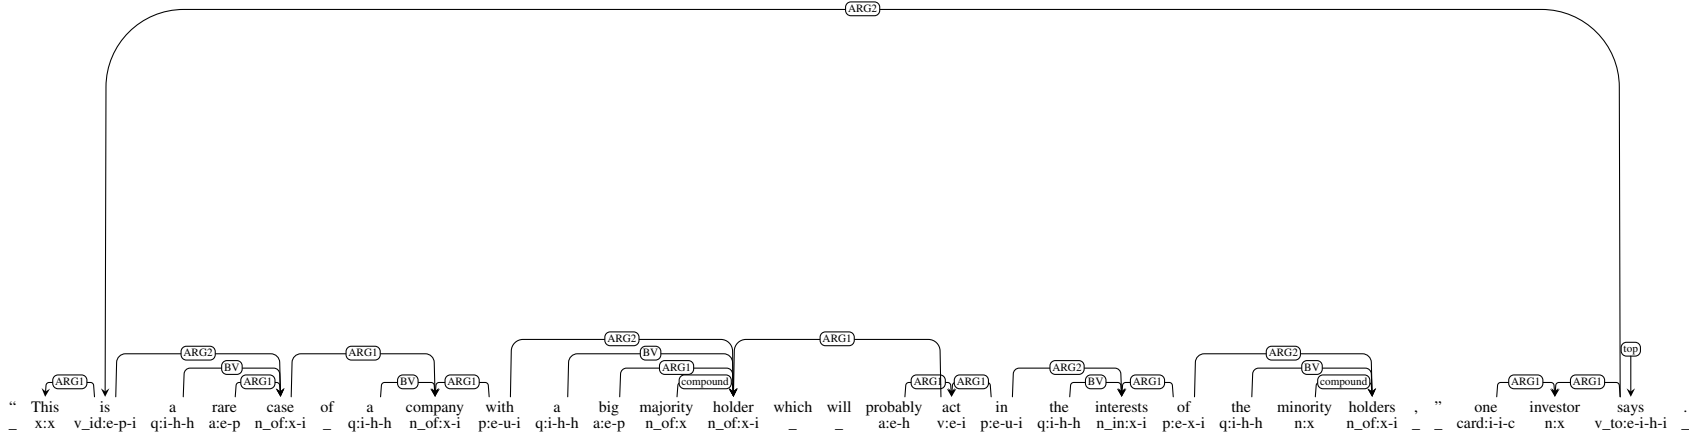 ARG2
ARG2 ARG1
ARG2 ARG1 BV ARG2 ARG2 top
BV ARG1 ARG2 BV
ARG1 ARG1 BV ARG1 compound ARG1 ARG1 BV ARG1 compound ARG1 ARG1
“ This is a rare case of a company with a big majority holder which will probably act in the interests of the minority holders , ” one investor says .
_ x:x v_id:e-p-i q:i-h-h a:e-p n_of:x-i _ q:i-h-h n_of:x-i p:e-u-i q:i-h-h a:e-p n_of:x n_of:x-i _ _ a:e-h v:e-i p:e-u-i q:i-h-h n_in:x-i p:e-x-i q:i-h-h n:x n_of:x-i _ _ card:i-i-c n:x v_to:e-i-h-i _